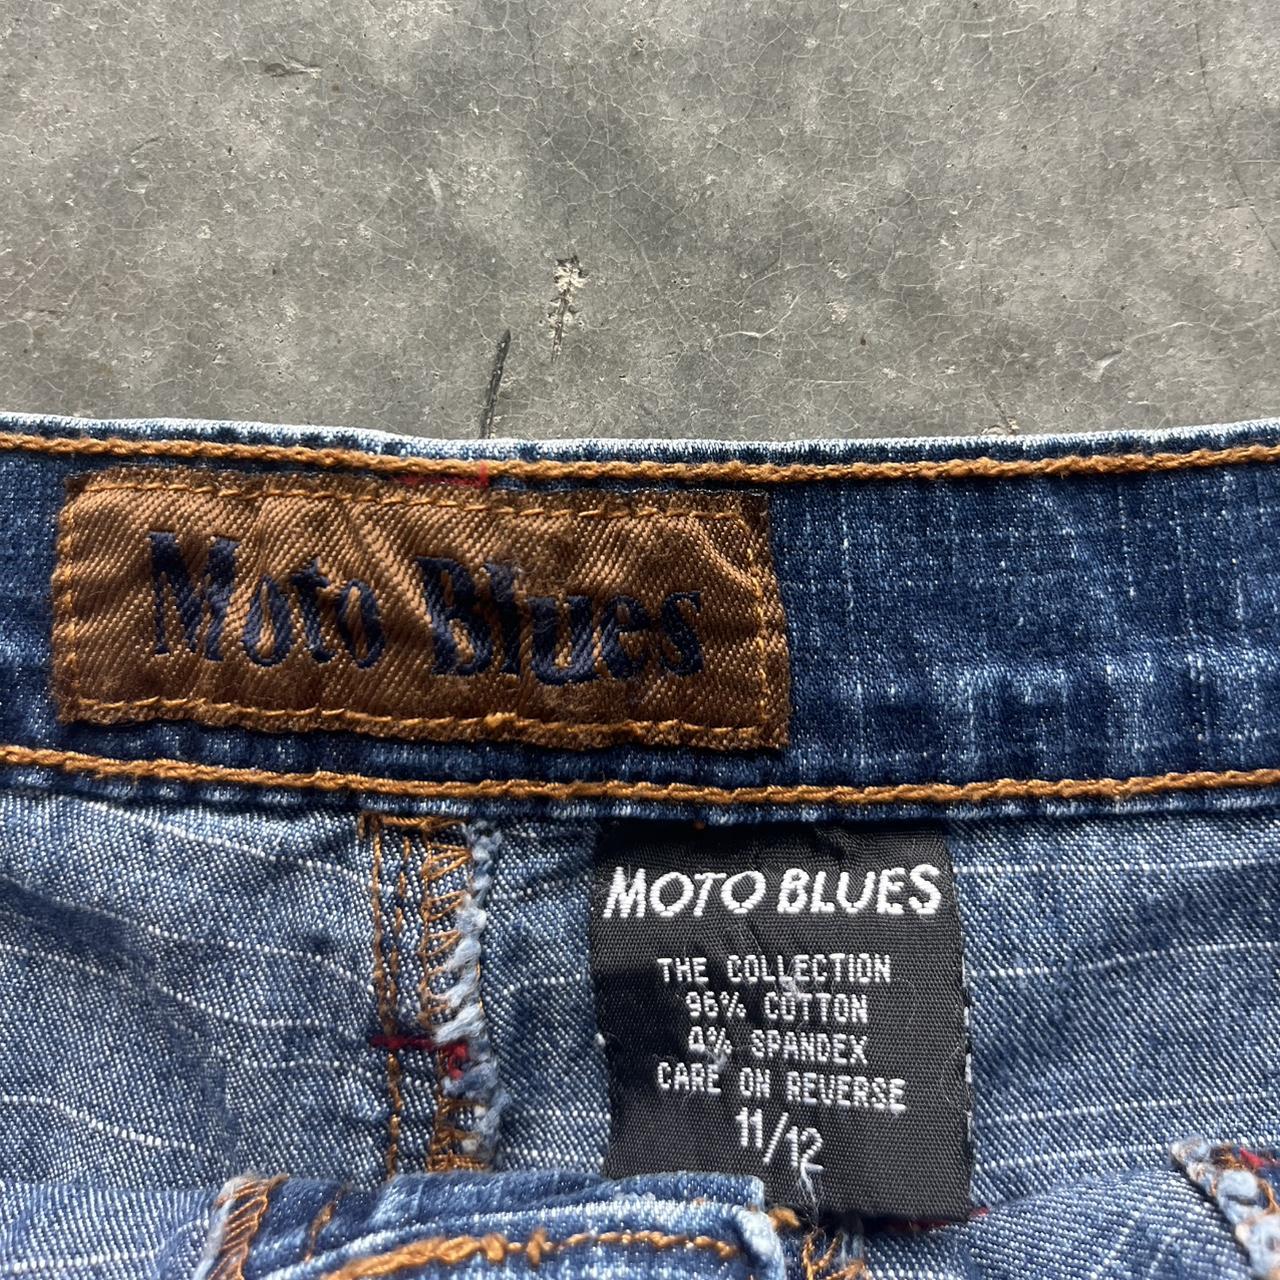 Moto Blues
MOTO BLUES
THE COLLECTION
96% COTTON
4% SPANDEX
CARE ON REVERSE
11/12